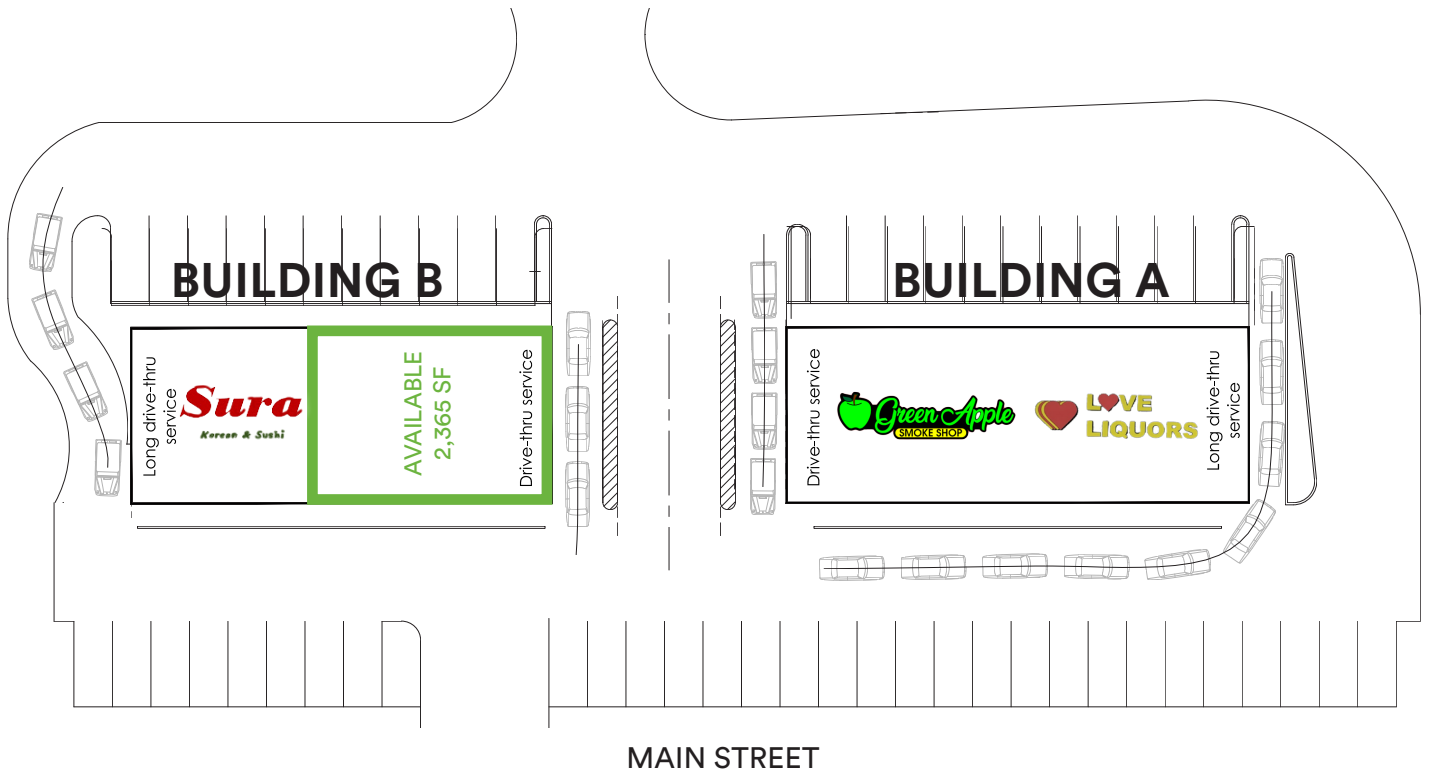 BUILDING B
BUILDING A
Long drive-thru
service
Sura
Korean & Sushi
AVAILABLE
2,365 SF
Drive-thru service
Drive-thru service
Green Apple
SMOKE SHOP
LOVE
LIQUORS
Long drive-thru
service
MAIN STREET